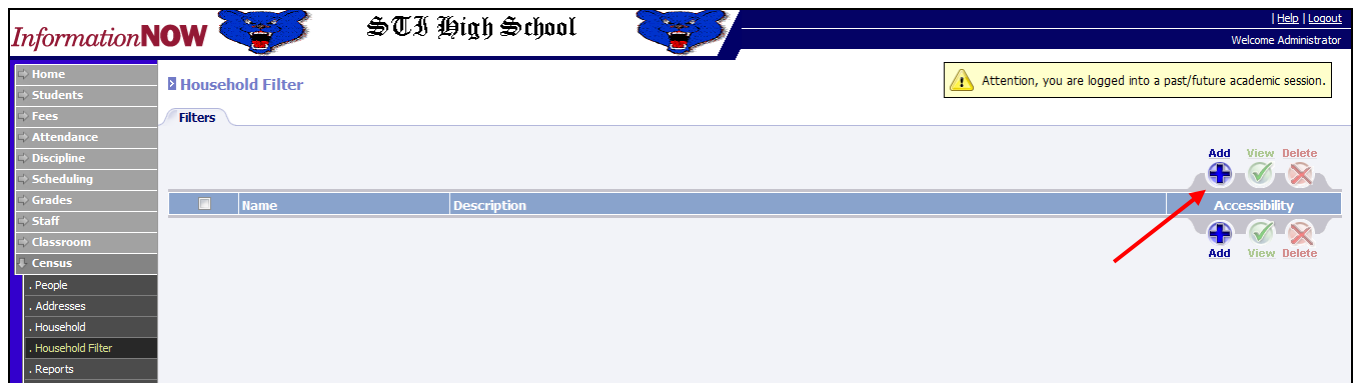 InformationNOW
STI High School
| Help | Logout
Welcome Administrator
Home
Students
Fees
Attendance
Discipline
Scheduling
Grades
Staff
Classroom
Census
. People
. Addresses
. Household
. Household Filter
. Reports
Household Filter
Attention, you are logged into a past/future academic session.
Filters
Add View Delete
Name Description Accessibility
Add View Delete